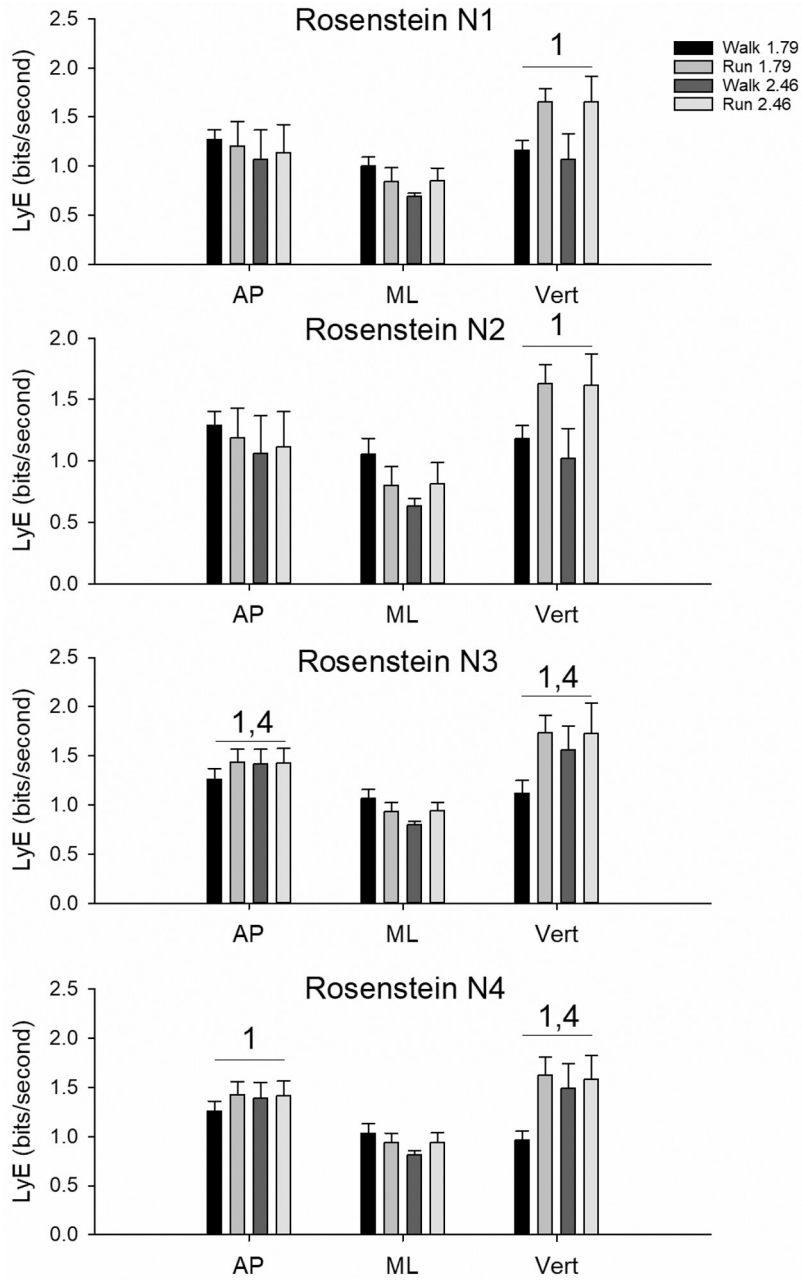 Rosenstein N1
LyE (bits/second)
2.5
2.0
1.5
1.0
0.5
0.0
1
Walk 1.79
Run 1.79
Walk 2.46
Run 2.46
AP ML Vert
Rosenstein N2
LyE (bits/second)
2.0
1.5
1.0
0.5
0.0
1
AP ML Vert
Rosenstein N3
LyE (bits/second)
2.5
2.0
1.5
1.0
0.5
0.0
1,4
1,4
AP ML Vert
Rosenstein N4
LyE (bits/second)
2.5
2.0
1.5
1.0
0.5
0.0
1
1,4
AP ML Vert